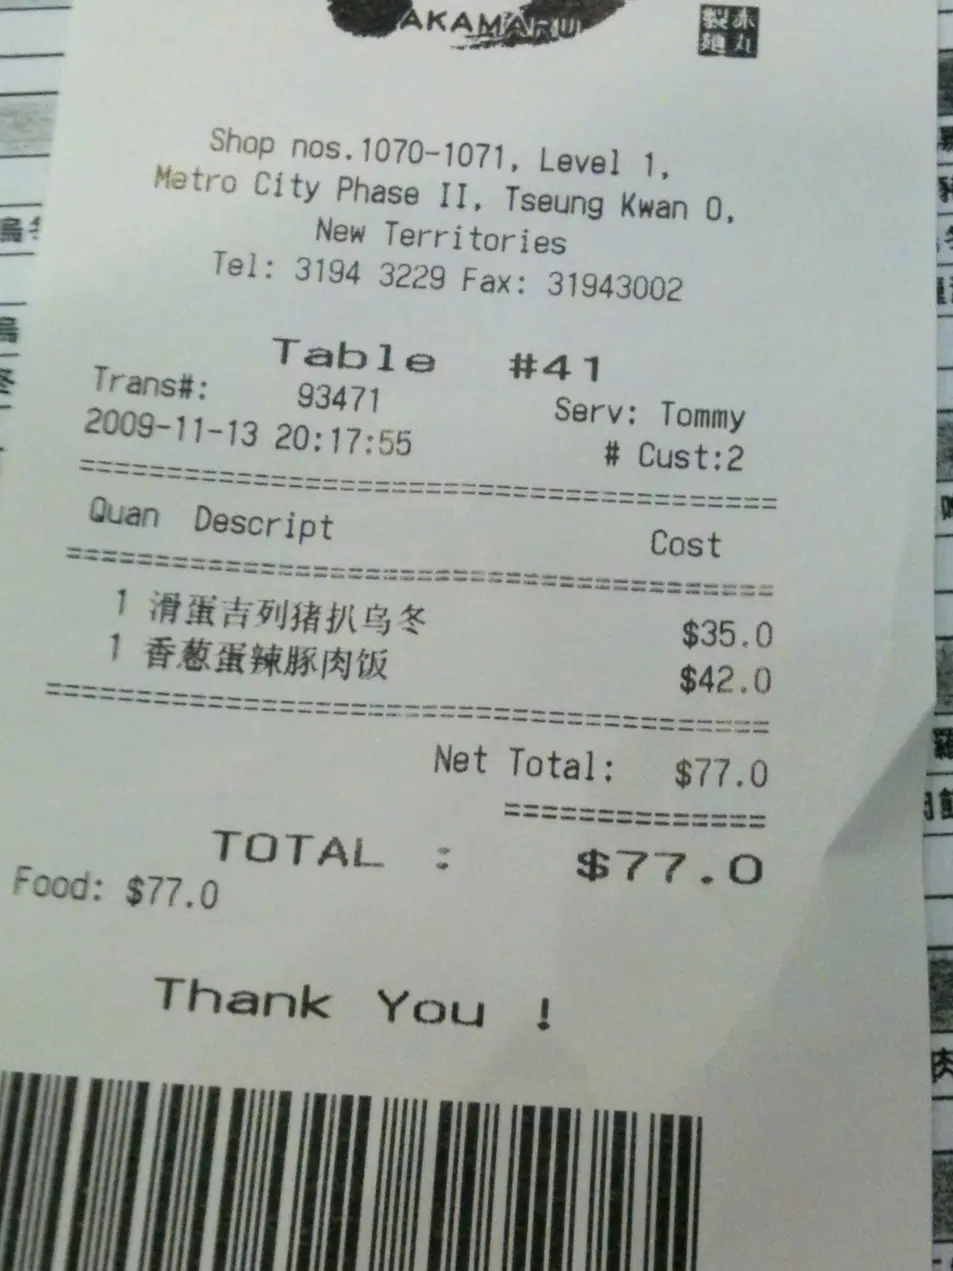 AKAMARU
赤丸
製麺
Shop nos.1070-1071, Level 1,
Metro City Phase II, Tseung Kwan O,
New Territories
Tel: 3194 3229 Fax: 31943002
Table #41
Trans#: 93471 Serv: Tommy
2009-11-13 20:17:55 # Cust:2
=====================================
Quan Descript Cost
=====================================
1 滑蛋吉列猪扒乌冬 $35.0
1 香葱蛋辣豚肉饭 $42.0
=====================================
Net Total: $77.0
==============
TOTAL : $77.0
Food: $77.0
Thank You !